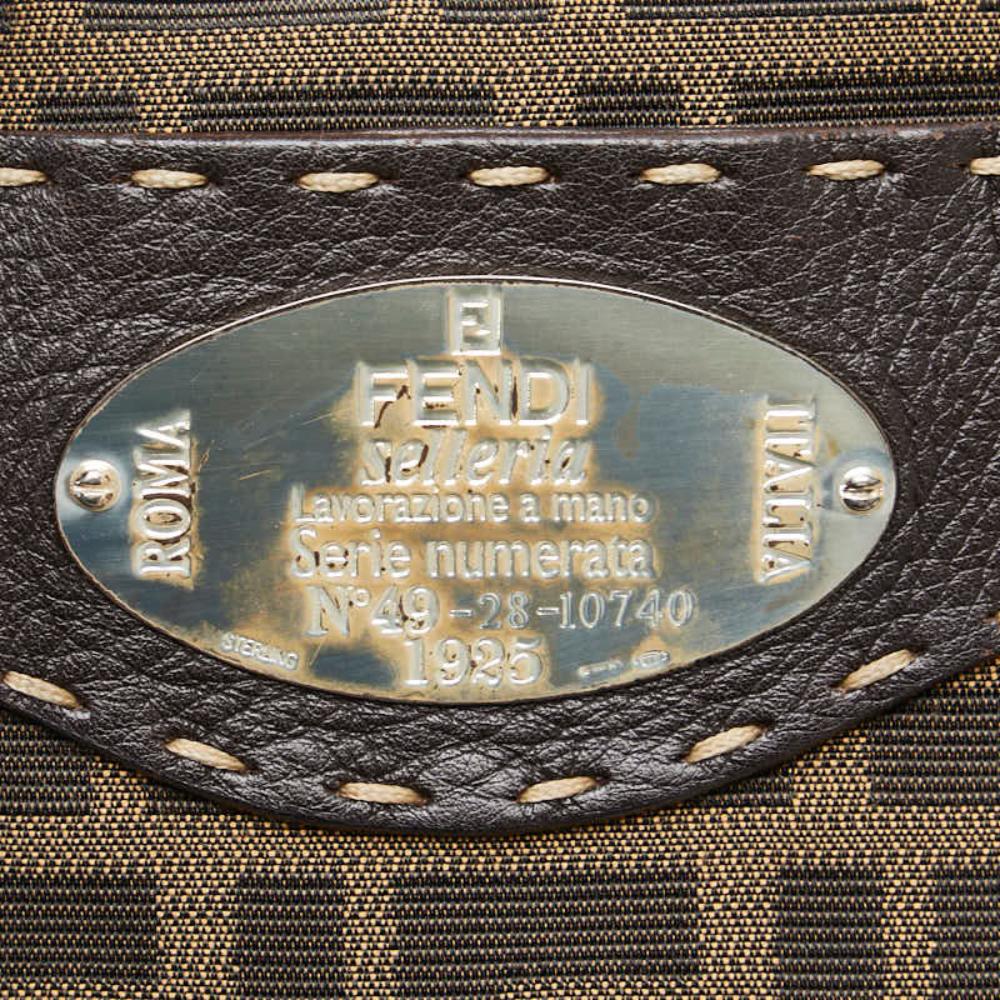 F
FENDI
selleria
Lavorazione a mano
Serie numerata
N° 49-28-10740
1925
ROMA
ITALIA
STERLING